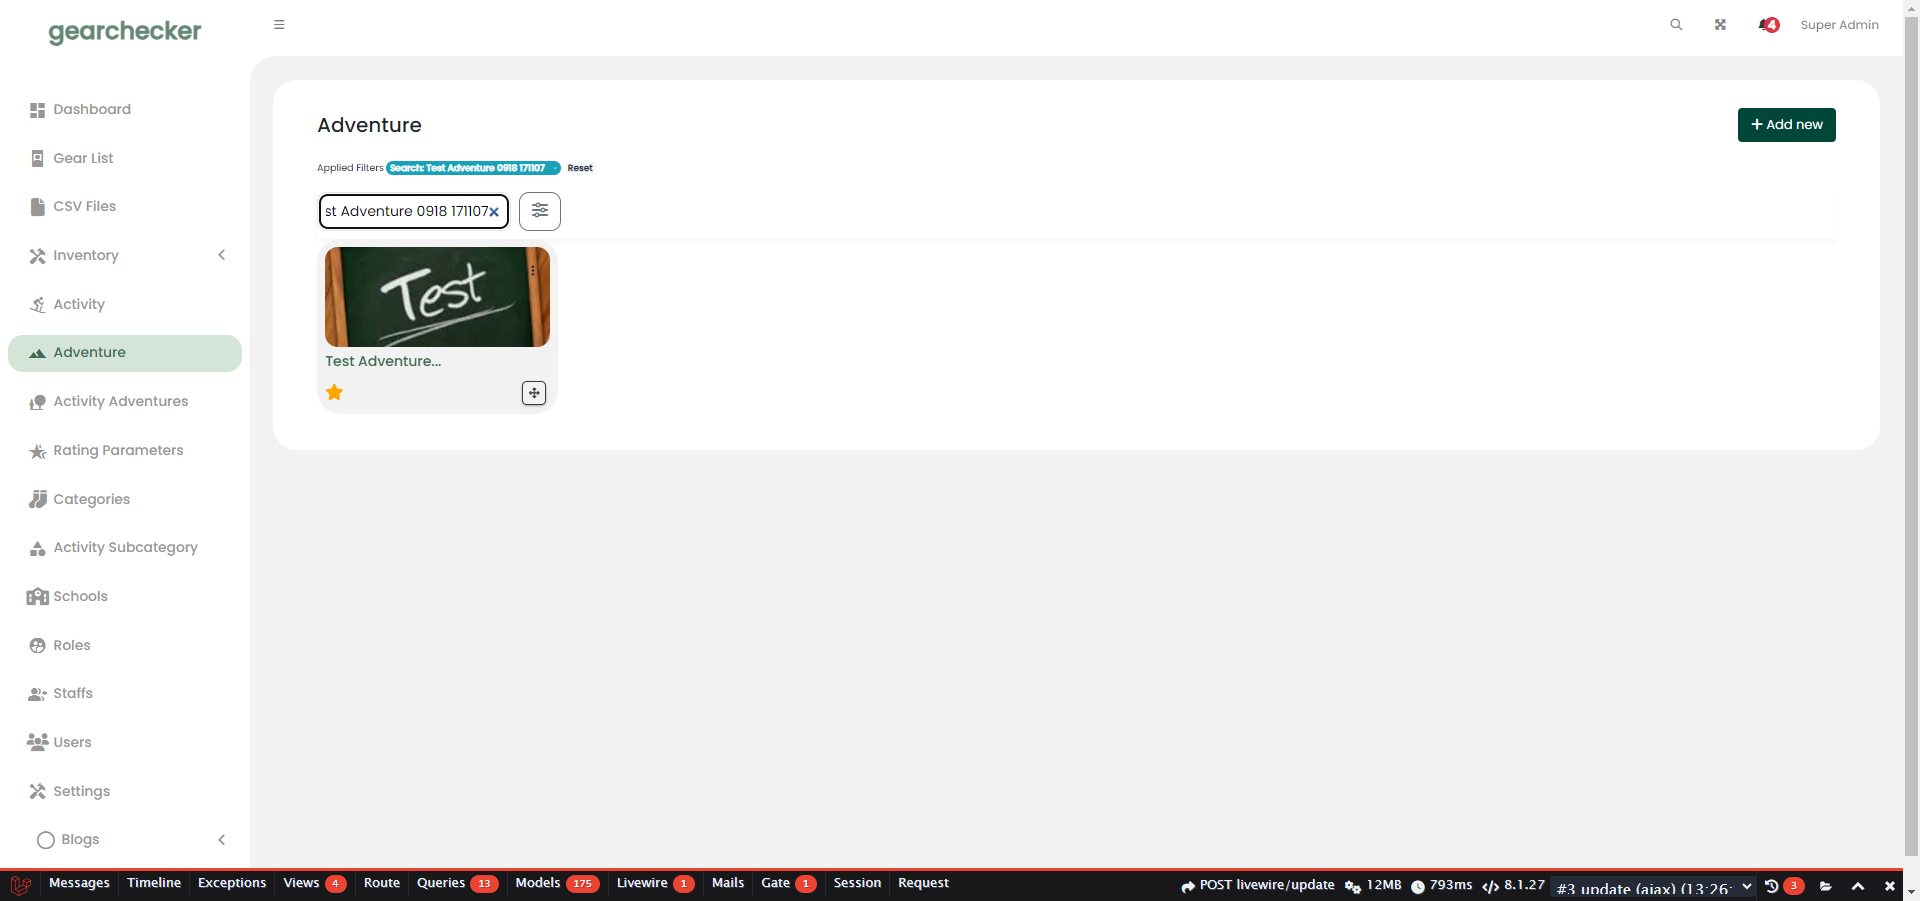 gearchecker
4
Super Admin
Dashboard
Gear List
CSV Files
Inventory
Activity
Adventure
Activity Adventures
Rating Parameters
Categories
Activity Subcategory
Schools
Roles
Staffs
Users
Settings
Blogs
Adventure
+ Add new
Applied Filters Search: Test Adventure 0918 171107 Reset
st Adventure 0918 171107
Test
Test Adventure...
Messages Timeline Exceptions Views 4 Route Queries 13 Models 175 Livewire 1 Mails Gate 1 Session Request POST livewire/update 12MB 793ms 8.1.27 #3 update (ajax) (13:26: 3